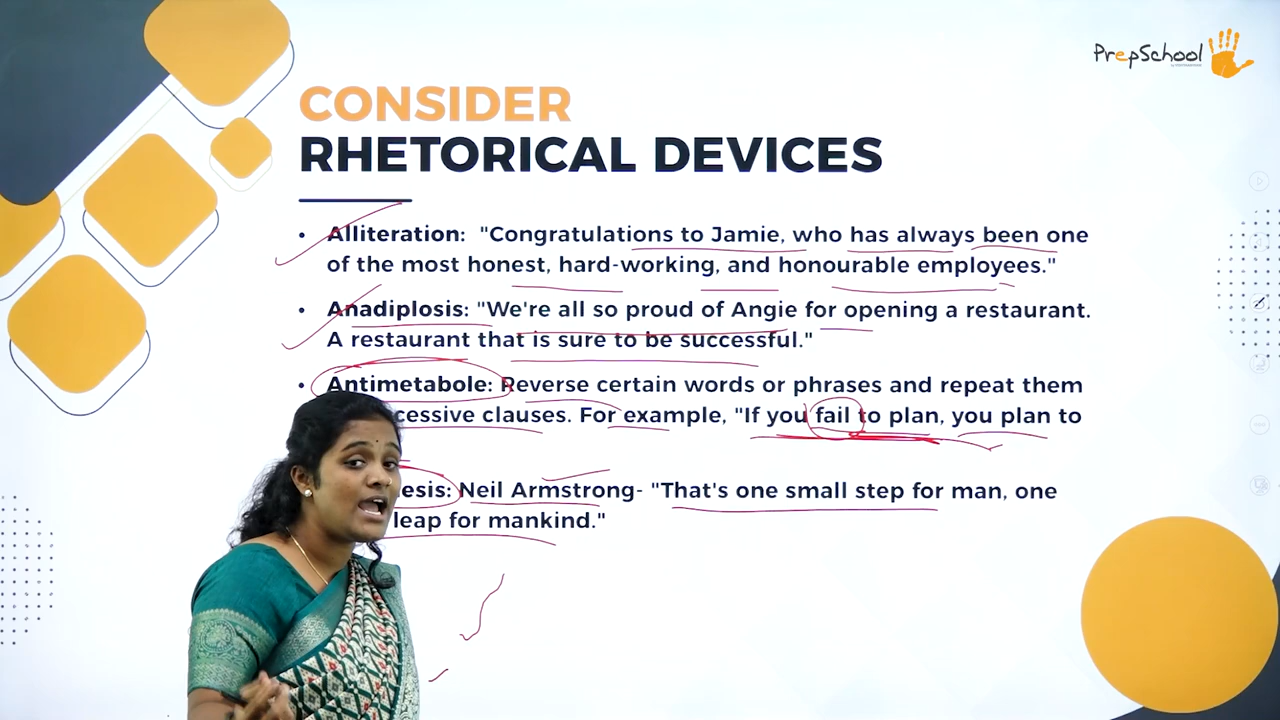 PrepSchool
CONSIDER
RHETORICAL DEVICES
• Alliteration: "Congratulations to Jamie, who has always been one
of the most honest, hard-working, and honourable employees."
• Anadiplosis: "We're all so proud of Angie for opening a restaurant.
A restaurant that is sure to be successful."
• Antimetabole: Reverse certain words or phrases and repeat them
cessive clauses. For example, "If you fail to plan, you plan to
esis: Neil Armstrong- "That's one small step for man, one
leap for mankind."